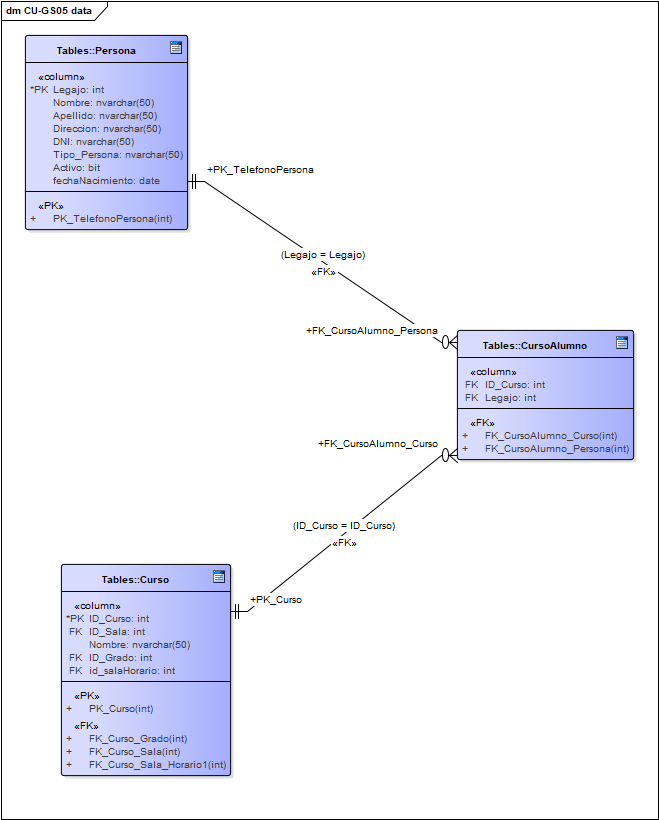 dm CU-GS05 data
Tables::Persona
«column»
*PK Legajo: int
Nombre: nvarchar(50)
Apellido: nvarchar(50)
Direccion: nvarchar(50)
DNI: nvarchar(50)
Tipo_Persona: nvarchar(50)
Activo: bit
fechaNacimiento: date
«PK»
+ PK_TelefonoPersona(int)
+PK_TelefonoPersona
(Legajo = Legajo)
«FK»
+FK_CursoAlumno_Persona
Tables::CursoAlumno
«column»
FK ID_Curso: int
FK Legajo: int
«FK»
+ FK_CursoAlumno_Curso(int)
+ FK_CursoAlumno_Persona(int)
+FK_CursoAlumno_Curso
(ID_Curso = ID_Curso)
«FK»
+PK_Curso
Tables::Curso
«column»
*PK ID_Curso: int
FK ID_Sala: int
Nombre: nvarchar(50)
FK ID_Grado: int
FK id_salaHorario: int
«PK»
+ PK_Curso(int)
«FK»
+ FK_Curso_Grado(int)
+ FK_Curso_Sala(int)
+ FK_Curso_Sala_Horario1(int)